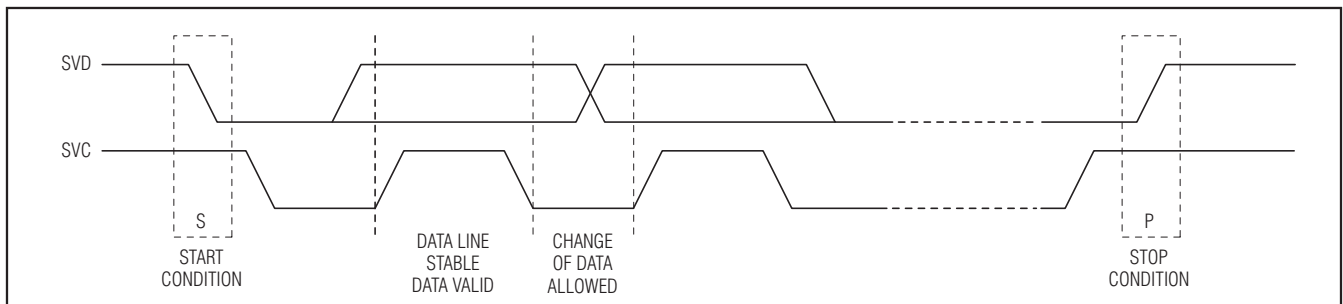 SVD
SVC
S
START
CONDITION
DATA LINE
STABLE
DATA VALID
CHANGE
OF DATA
ALLOWED
P
STOP
CONDITION